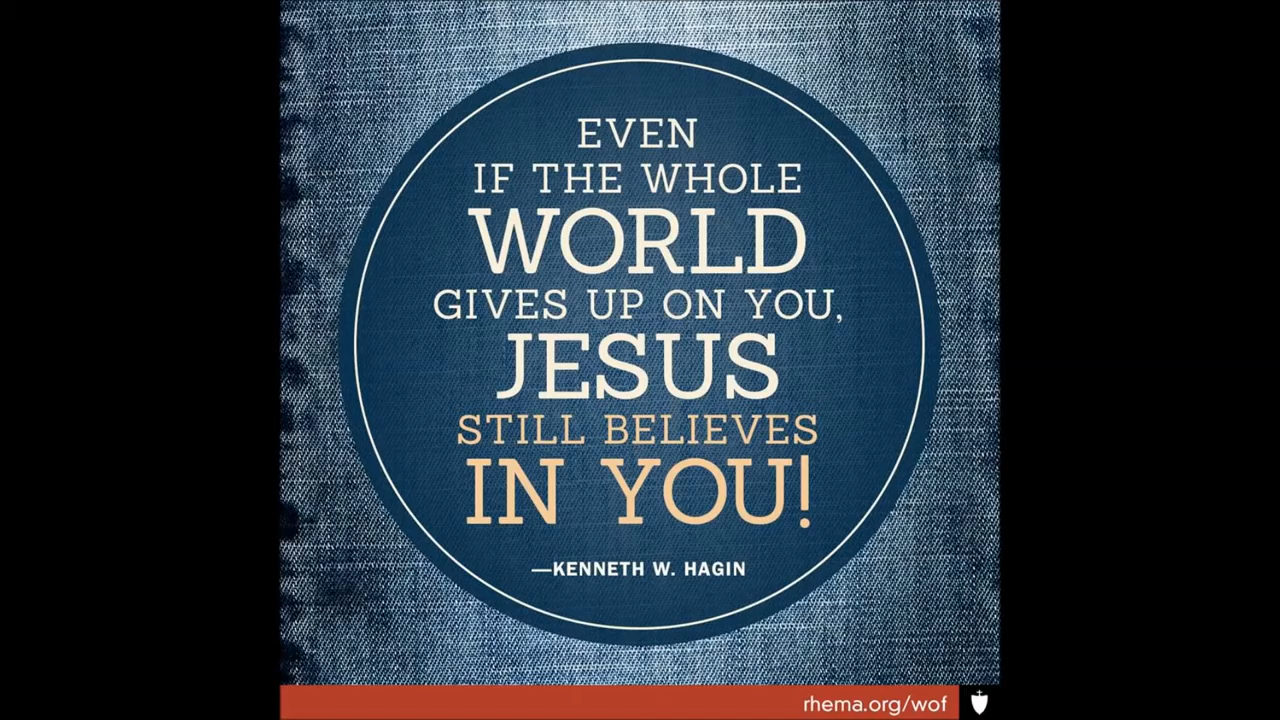 EVEN
IF THE WHOLE
WORLD
GIVES UP ON YOU,
JESUS
STILL BELIEVES
IN YOU!
—KENNETH W. HAGIN
rhema.org/wof